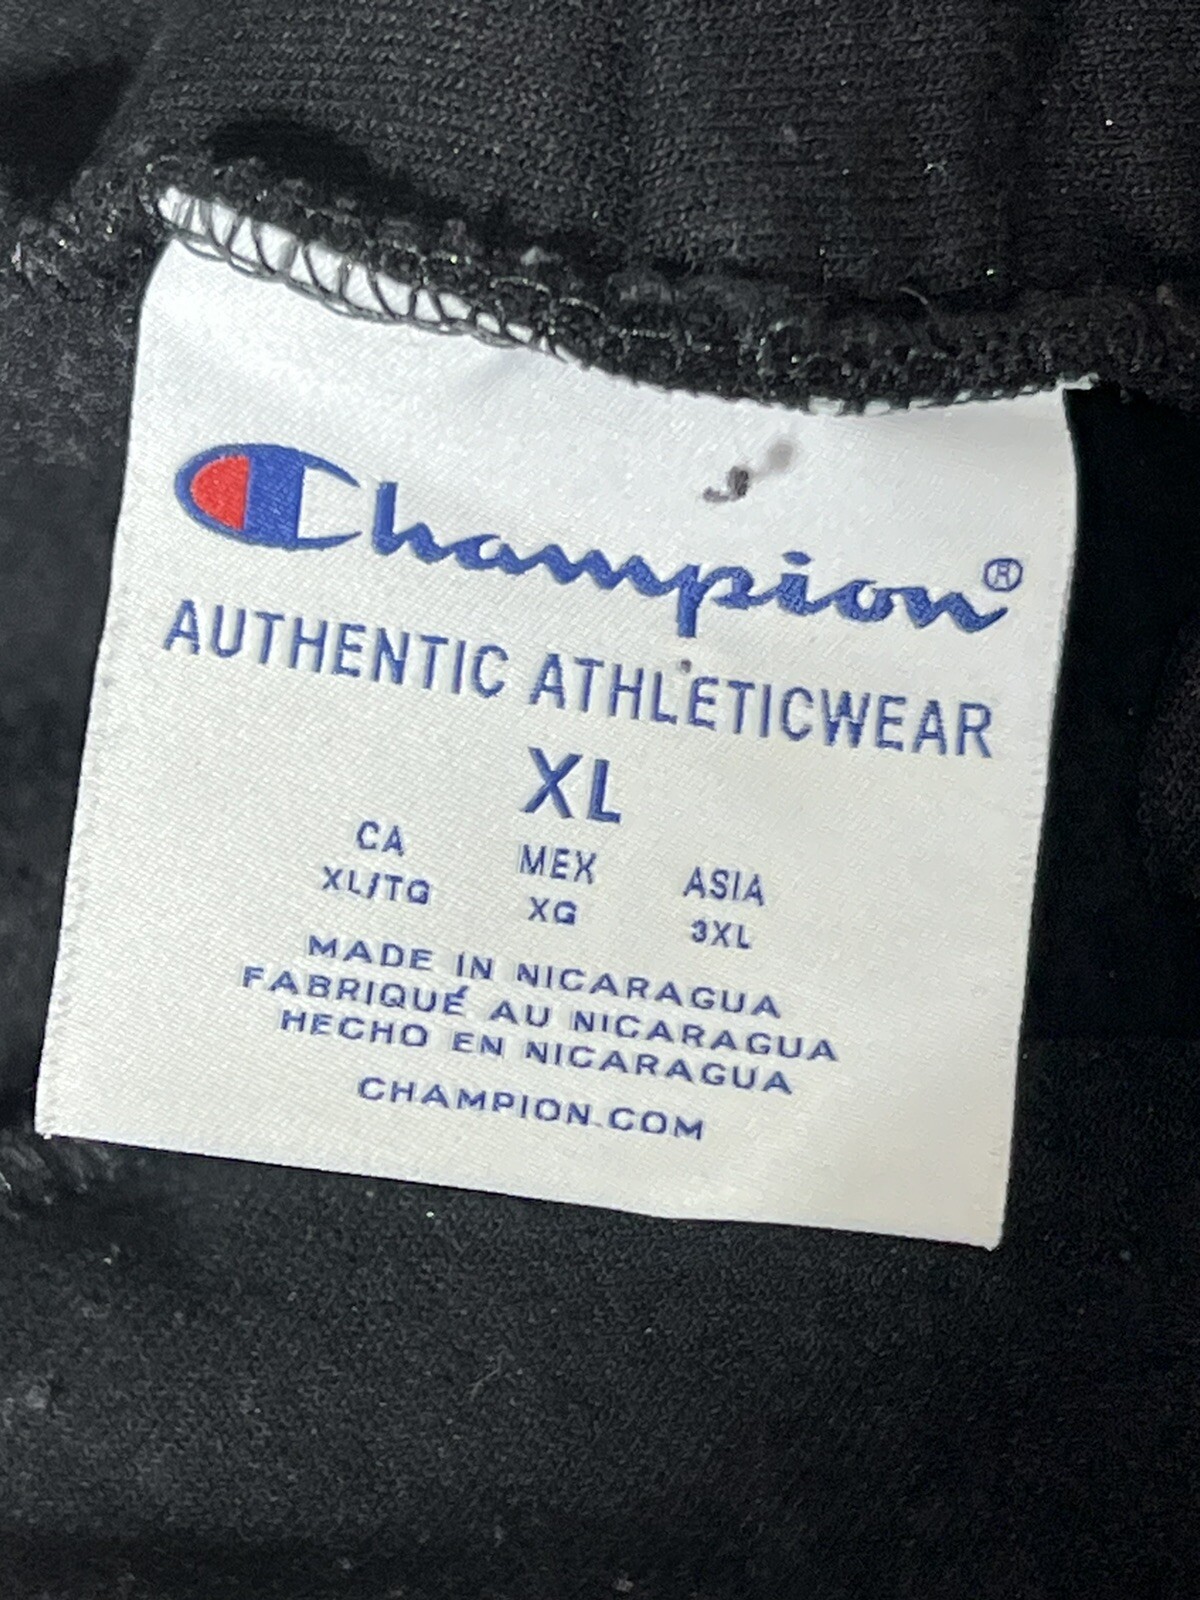 Champion®
AUTHENTIC ATHLETICWEAR
XL
CA MEX ASIA
XL/TG XG 3XL
MADE IN NICARAGUA
FABRIQUÉ AU NICARAGUA
HECHO EN NICARAGUA
CHAMPION.COM